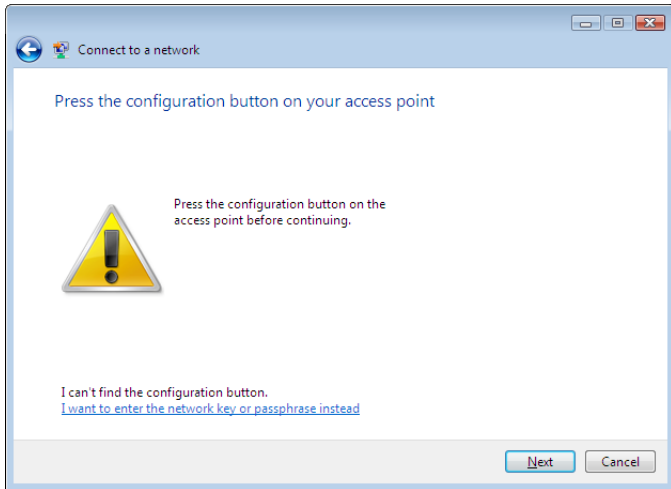 Connect to a network
Press the configuration button on your access point
Press the configuration button on the
access point before continuing.
I can't find the configuration button.
I want to enter the network key or passphrase instead
Next
Cancel